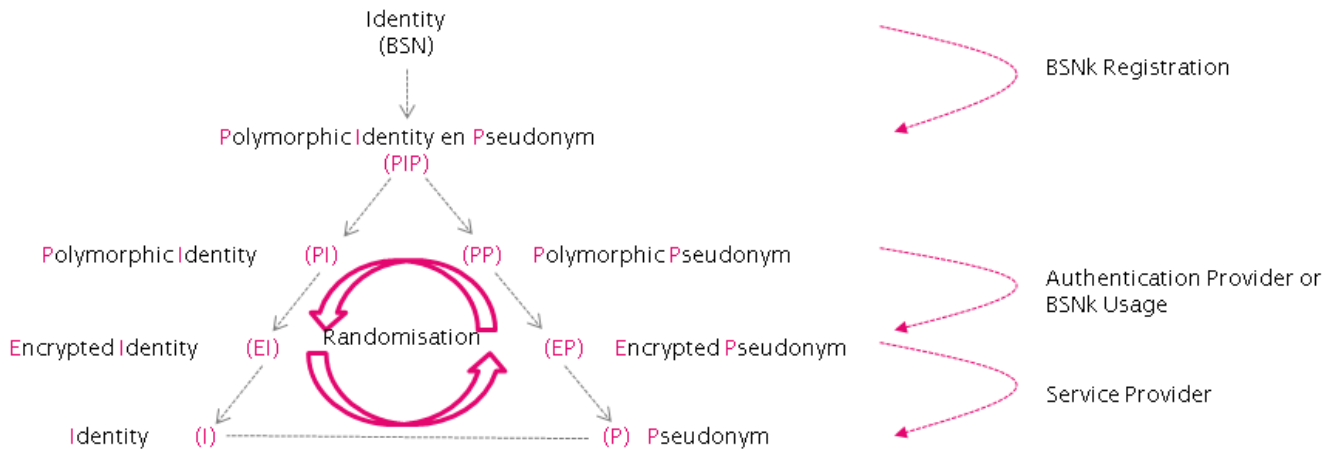 Identity
(BSN)
BSNk Registration
Polymorphic Identity en Pseudonym
(PIP)
Polymorphic Identity (PI) (PP) Polymorphic Pseudonym
Authentication Provider or
BSNk Usage
Randomisation
Encrypted Identity (EI) (EP) Encrypted Pseudonym
Service Provider
Identity (I) (P) Pseudonym